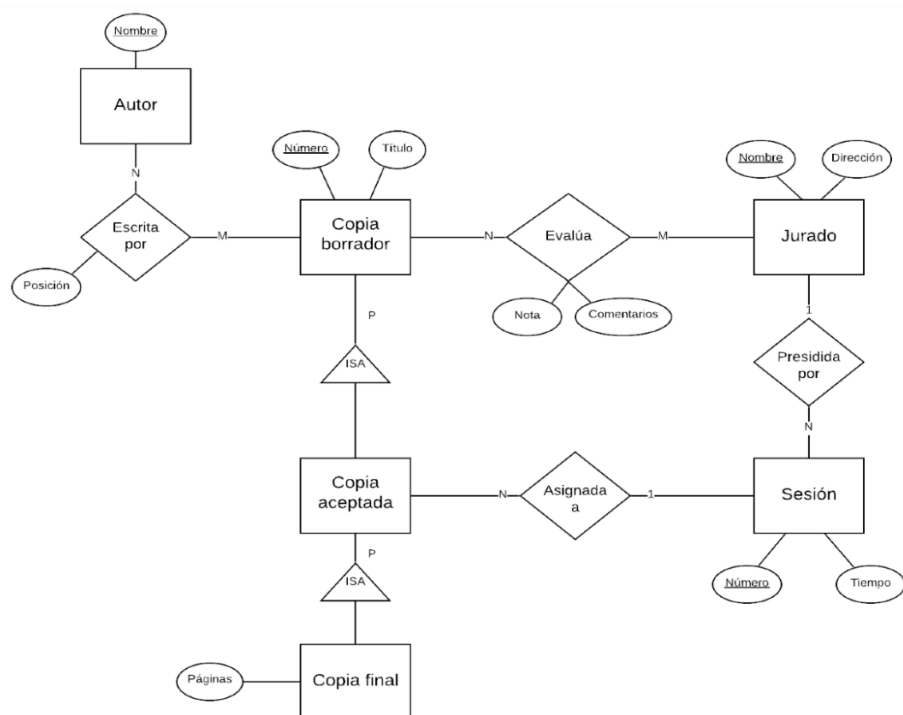 Nombre
Autor
N
Escrita
por
M
Posición
Número
Título
Copia
borrador
N
Evalúa
M
Nota
Comentarios
Nombre
Dirección
Jurado
1
Presidida
por
N
P
ISA
Copia
aceptada
N
Asignada
a
1
Sesión
Número
Tiempo
P
ISA
Páginas
Copia final